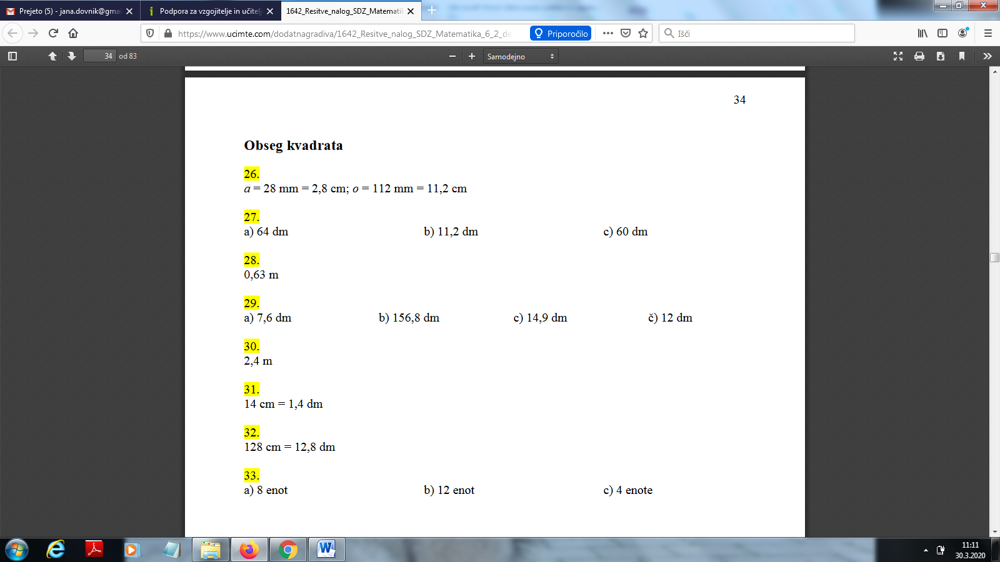 Prejeto (5) - jana.dovnik@gmai
Podpora za vzgojitelje in učitelj
1642_Resitve_nalog_SDZ_Matemati
https://www.ucimte.com/dodatnagradiva/1642_Resitve_nalog_SDZ_Matematika_6_2_de
Priporočilo
Išči
34 od 83
Samodejno
34
Obseg kvadrata
26.
a = 28 mm = 2,8 cm; o = 112 mm = 11,2 cm
27.
a) 64 dm b) 11,2 dm c) 60 dm
28.
0,63 m
29.
a) 7,6 dm b) 156,8 dm c) 14,9 dm č) 12 dm
30.
2,4 m
31.
14 cm = 1,4 dm
32.
128 cm = 12,8 dm
33.
a) 8 enot b) 12 enot c) 4 enote
11:11
30.3.2020